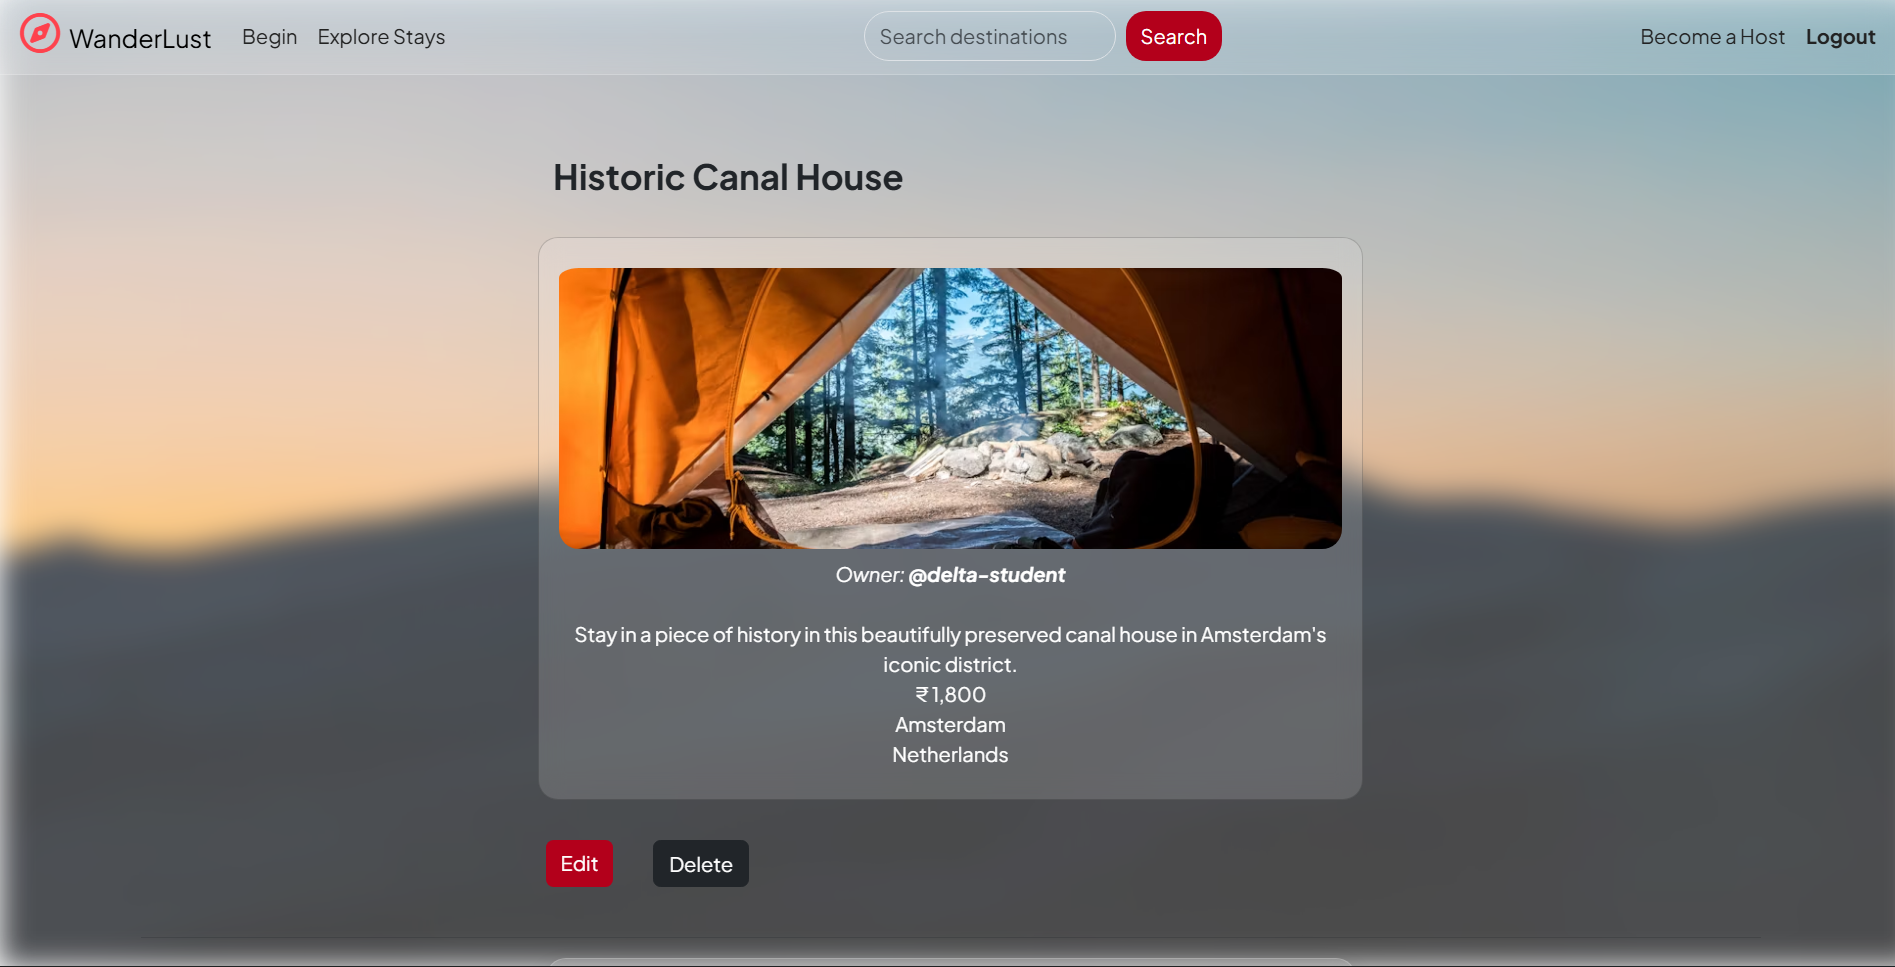 WanderLust Begin Explore Stays Search destinations Search Become a Host Logout
Historic Canal House
Owner: @delta-student
Stay in a piece of history in this beautifully preserved canal house in Amsterdam's
iconic district.
₹ 1,800
Amsterdam
Netherlands
Edit Delete